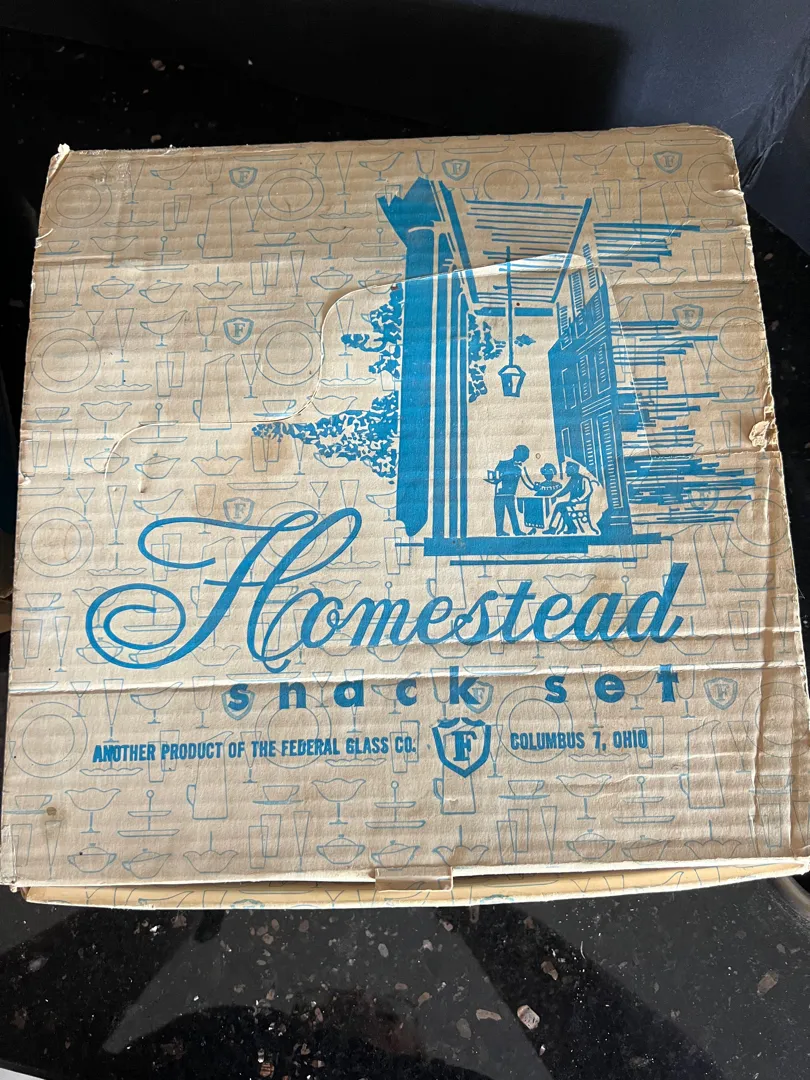 Homestead
snack set
ANOTHER PRODUCT OF THE FEDERAL GLASS CO. F COLUMBUS 7, OHIO